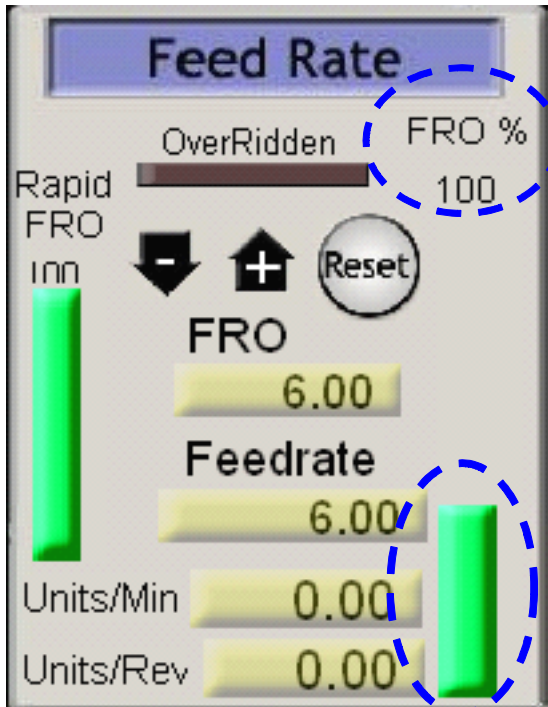 Feed Rate
OverRidden
FRO %
100
Rapid
FRO
100
-
+
Reset
FRO
6.00
Feedrate
6.00
Units/Min 0.00
Units/Rev 0.00